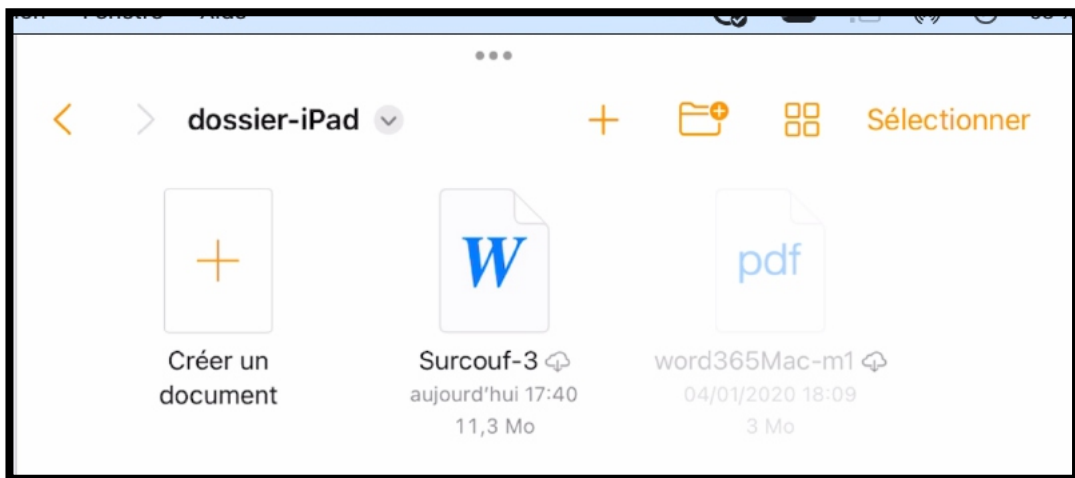 Aide
dossier-iPad
Sélectionner
W
pdf
Créer un
document
Surcouf-3
aujourd'hui 17:40
11,3 Mo
word365Mac-m1
04/01/2020 18:09
3 Mo